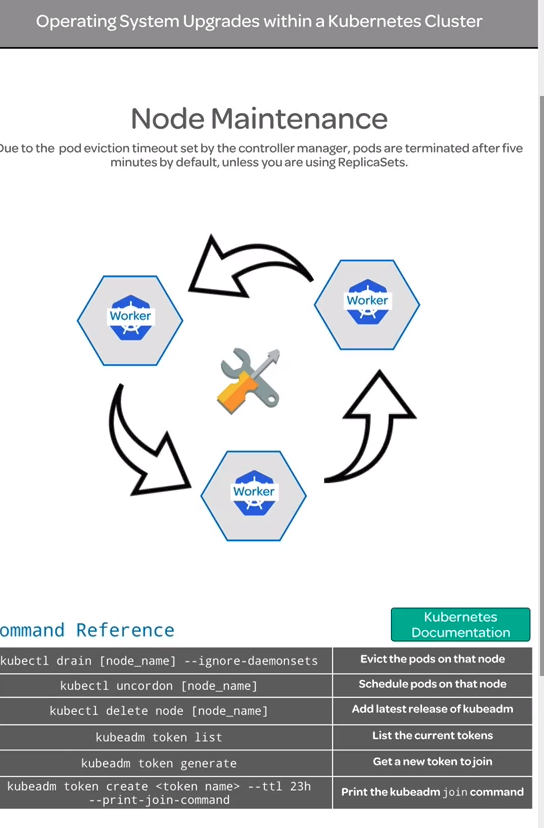 Operating System Upgrades within a Kubernetes Cluster
Node Maintenance
Due to the pod eviction timeout set by the controller manager, pods are terminated after five
minutes by default, unless you are using ReplicaSets.
Worker
Worker
Worker
ommand Reference
Kubernetes
Documentation
kubectl drain [node_name] --ignore-daemonsets
Evict the pods on that node
kubectl uncordon [node_name]
Schedule pods on that node
kubectl delete node [node_name]
Add latest release of kubeadm
kubeadm token list
List the current tokens
kubeadm token generate
Get a new token to join
kubeadm token create <token name> --ttl 23h
--print-join-command
Print the kubeadm join command